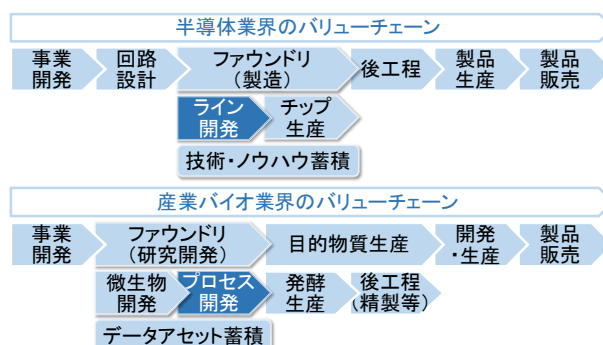 半導体業界のバリューチェーン
事業
開発
回路
設計
ファウンドリ
(製造)
後工程
製品
生産
製品
販売
ライン
開発
チップ
生産
技術・ノウハウ蓄積
産業バイオ業界のバリューチェーン
事業
開発
ファウンドリ
(研究開発)
目的物質生産
開発
・生産
製品
販売
微生物
開発
プロセス
開発
発酵
生産
後工程
(精製等)
データアセット蓄積